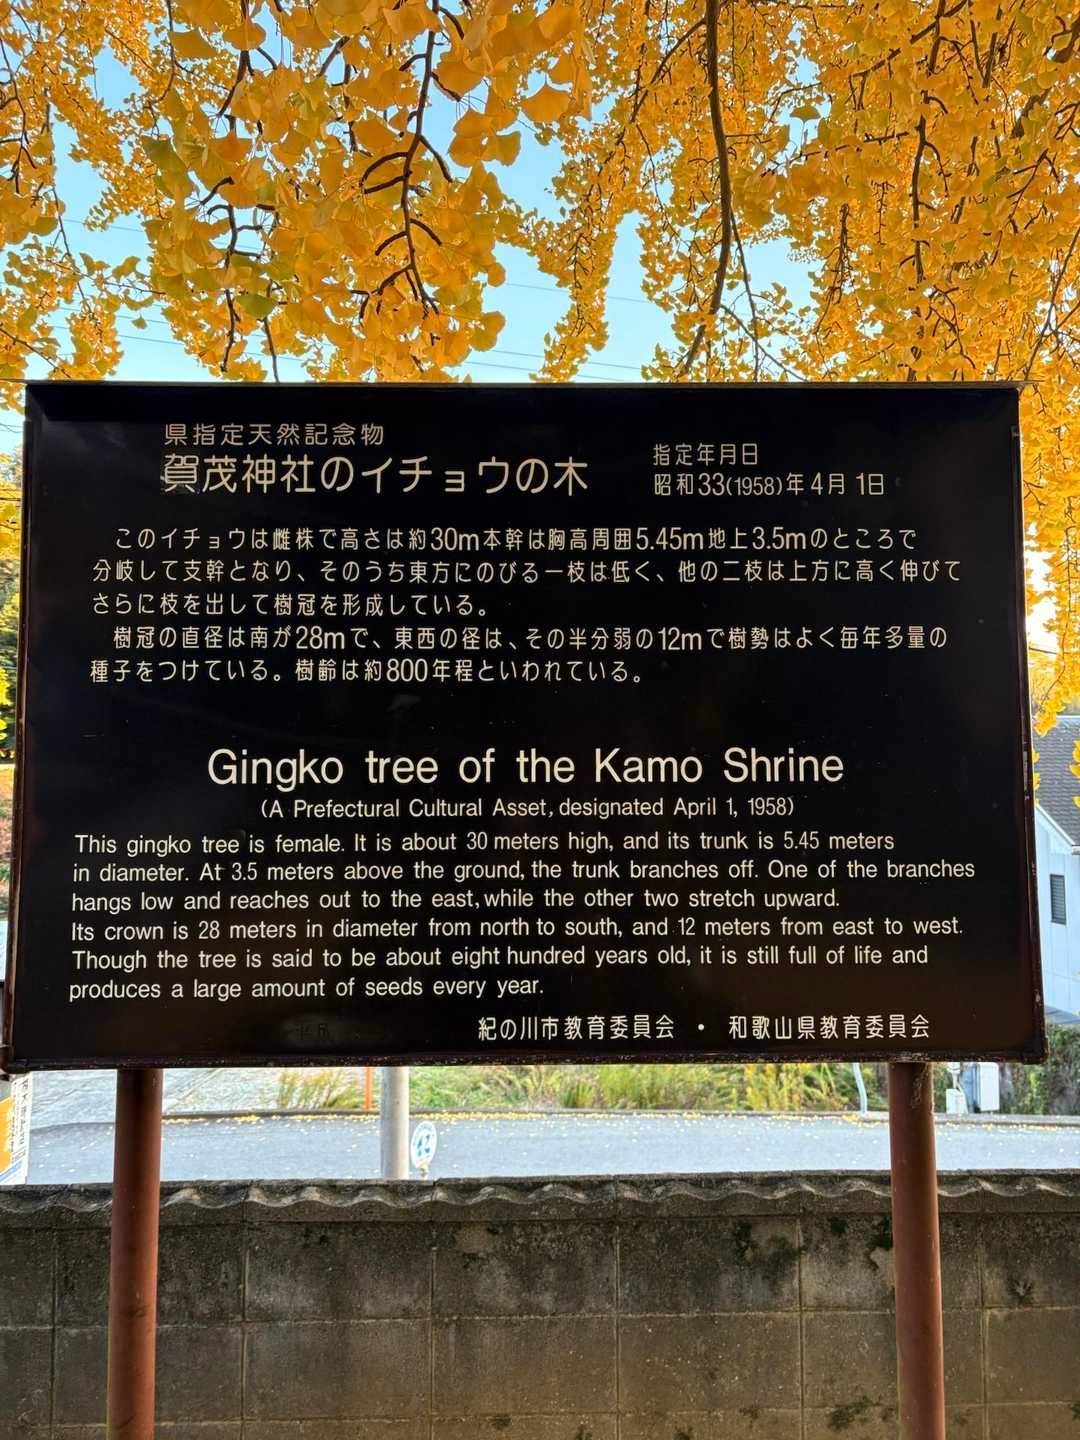 県指定天然記念物
賀茂神社のイチョウの木
指定年月日
昭和33(1958)年4月1日
このイチョウは雌株で高さは約30m本幹は胸高周囲5.45m地上3.5mのところで
分岐して支幹となり、そのうち東方にのびる一枝は低く、他の二枝は上方に高く伸びて
さらに枝を出して樹冠を形成している。
樹冠の直径は南が28mで、東西の径は、その半分弱の12mで樹勢はよく毎年多量の
種子をつけている。樹齢は約800年程といわれている。
Gingko tree of the Kamo Shrine
(A Prefectural Cultural Asset, designated April 1, 1958)
This gingko tree is female. It is about 30 meters high, and its trunk is 5.45 meters
in diameter. At 3.5 meters above the ground, the trunk branches off. One of the branches
hangs low and reaches out to the east, while the other two stretch upward.
Its crown is 28 meters in diameter from north to south, and 12 meters from east to west.
Though the tree is said to be about eight hundred years old, it is still full of life and
produces a large amount of seeds every year.
紀の川市教育委員会 ・ 和歌山県教育委員会